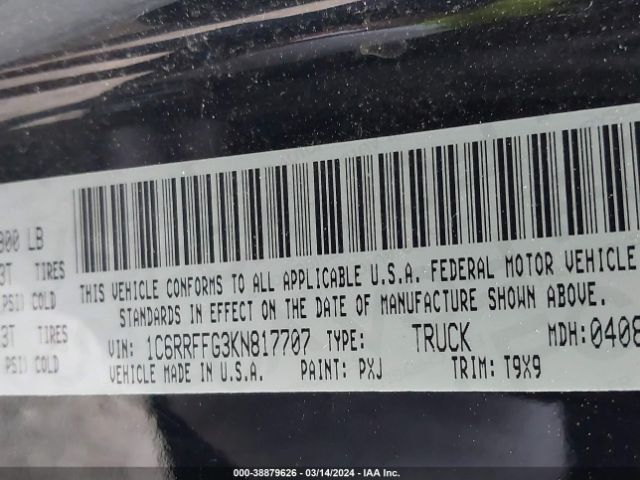 800 LB
3T TIRES
PSI) COLD
3T TIRES
PSI) COLD
THIS VEHICLE CONFORMS TO ALL APPLICABLE U.S.A. FEDERAL MOTOR VEHICLE
STANDARDS IN EFFECT ON THE DATE OF MANUFACTURE SHOWN ABOVE.
VIN: 1C6RRFFG3KN817707 TYPE: TRUCK MDH:0408
VEHICLE MADE IN U.S.A. PAINT: PXJ TRIM: T9X9
000-38879626 - 03/14/2024 - IAA Inc.